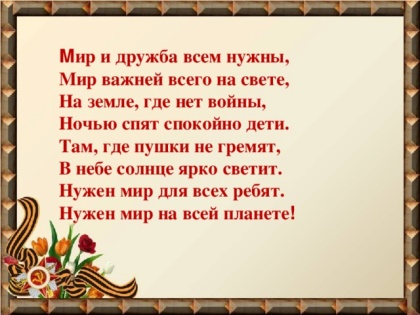 Мир и дружба всем нужны,
Мир важней всего на свете,
На земле, где нет войны,
Ночью спят спокойно дети.
Там, где пушки не гремят,
В небе солнце ярко светит.
Нужен мир для всех ребят.
Нужен мир на всей планете!